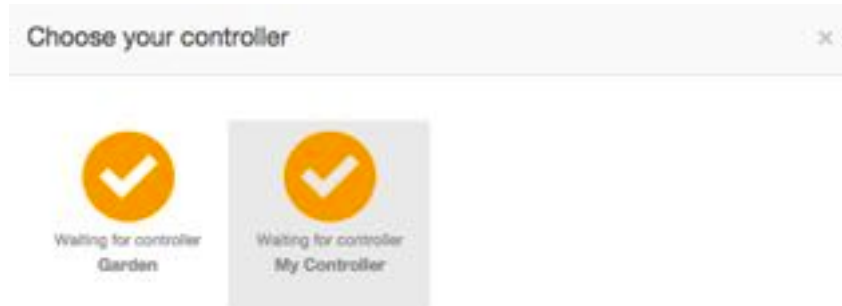 Choose your controller
×
Waiting for controller
Garden
Waiting for controller
My Controller